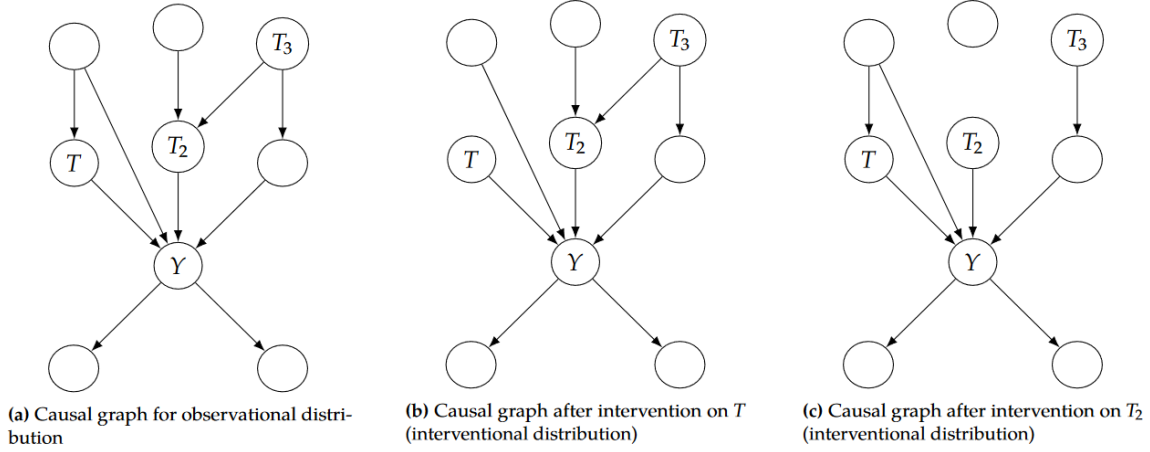 T₃
T
T₂
Y
(a) Causal graph for observational distri-
bution
T₃
T
T₂
Y
(b) Causal graph after intervention on T
(interventional distribution)
T₃
T
T₂
Y
(c) Causal graph after intervention on T₂
(interventional distribution)